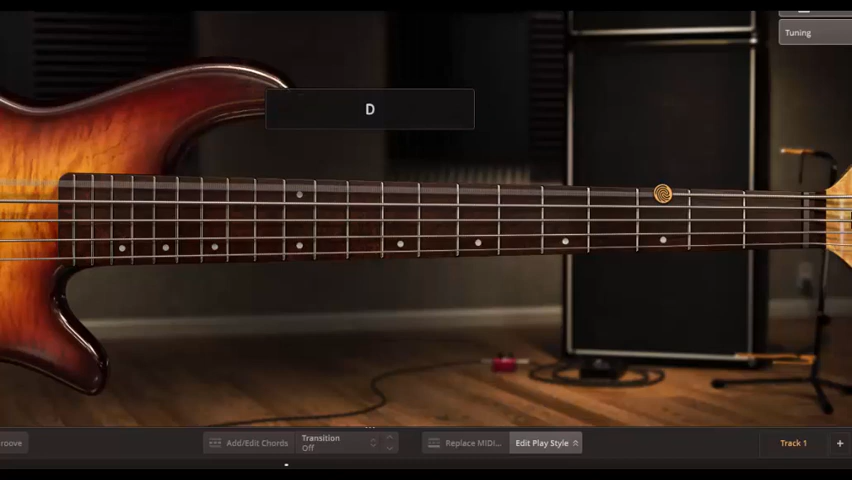 Tuning
D
roove
Add/Edit Chords
Transition
Off
Replace MIDI...
Edit Play Style
Track 1
+